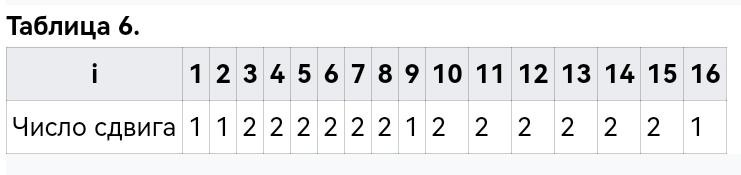 Таблица 6.
i 1 2 3 4 5 6 7 8 9 10 11 12 13 14 15 16
Число сдвига 1 1 2 2 2 2 2 2 1 2 2 2 2 2 2 1